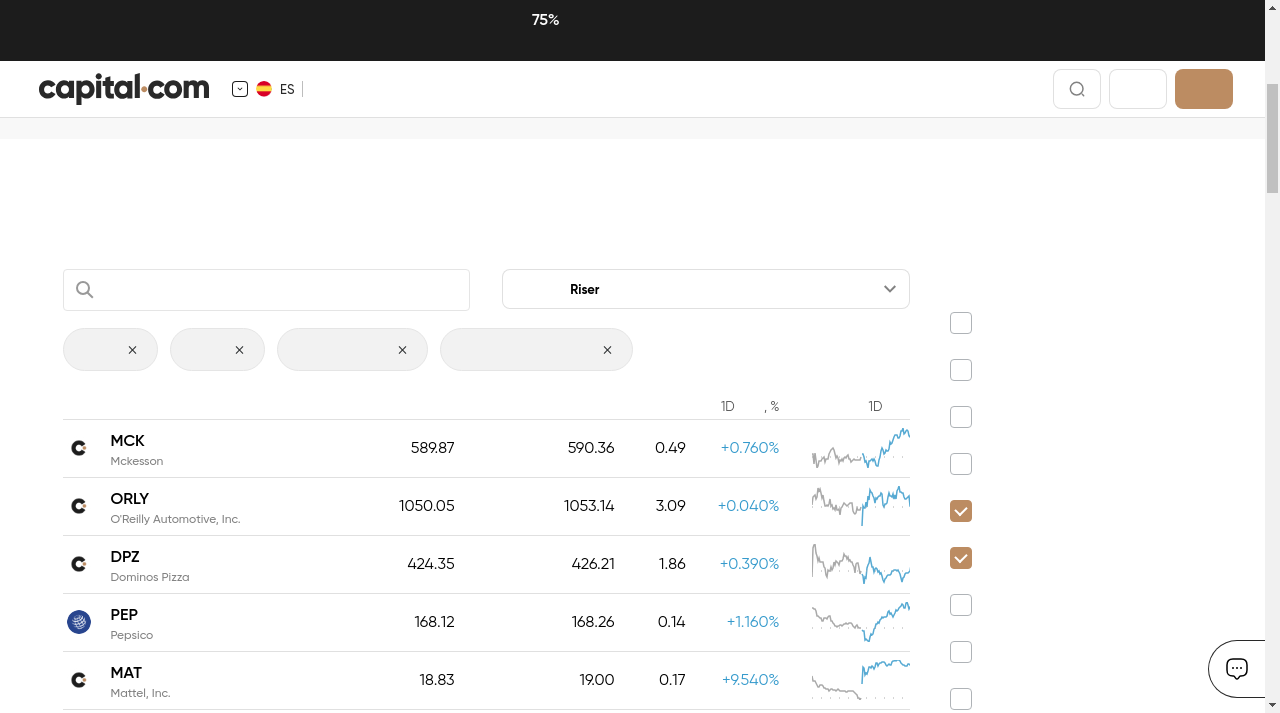 75%
capital.com
ES
Riser
1D , % 1D
MCK 589.87 590.36 0.49 +0.760%
Mckesson
ORLY 1050.05 1053.14 3.09 +0.040%
O'Reilly Automotive, Inc.
DPZ 424.35 426.21 1.86 +0.390%
Dominos Pizza
PEP 168.12 168.26 0.14 +1.160%
Pepsico
MAT 18.83 19.00 0.17 +9.540%
Mattel, Inc.